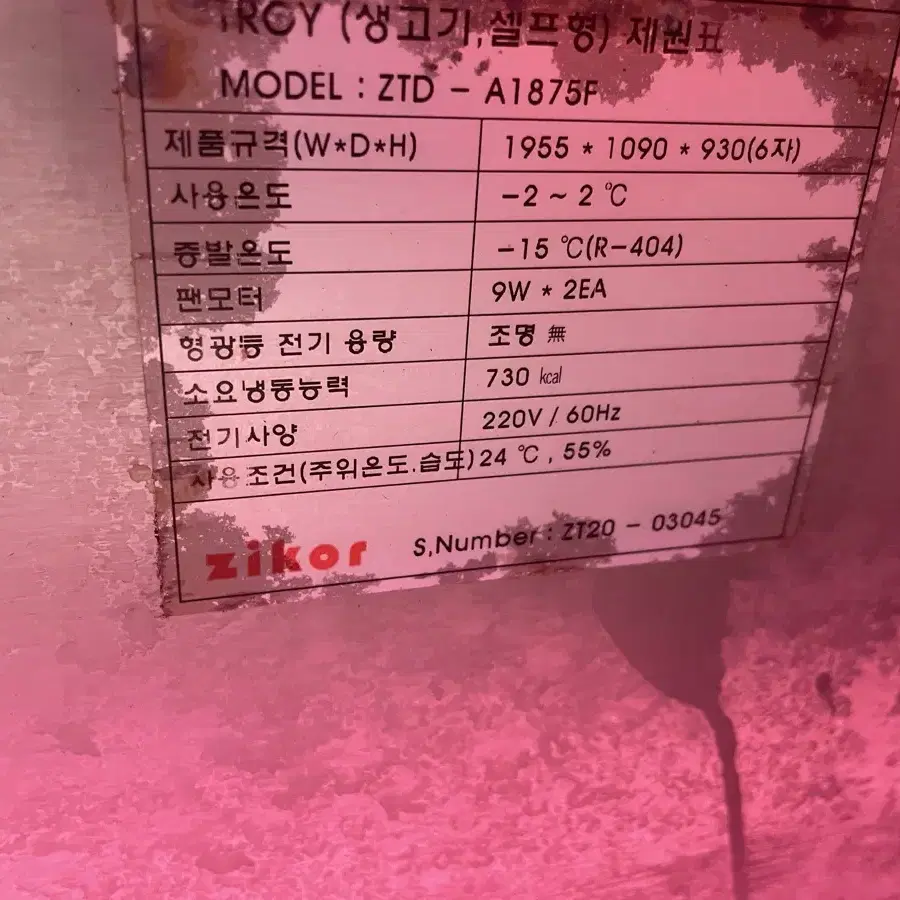 TROY (생고기,셀프형) 제원표
MODEL : ZTD - A1875F
제품규격(W*D*H) 1955 * 1090 * 930(6자)
사용온도 -2 ~ 2 ℃
증발온도 -15 ℃(R-404)
팬모터 9W * 2EA
형광등 전기 용량 조명 無
소요냉동능력 730 ㎉
전기사양 220V / 60Hz
사용조건(주위온도.습도) 24 ℃ , 55%
zikor S,Number : ZT20 - 03045